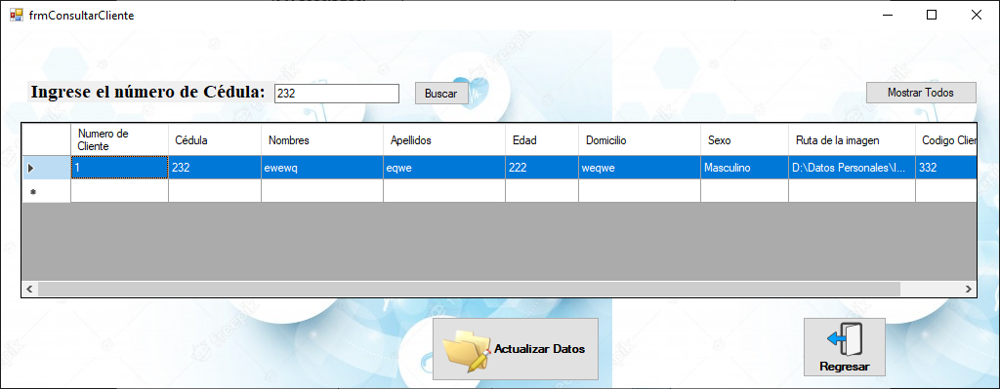 frmConsultarCliente
Ingrese el número de Cédula: 232 Buscar Mostrar Todos
Numero de Cliente Cédula Nombres Apellidos Edad Domicilio Sexo Ruta de la imagen Codigo Clien
1 232 ewewq eqwe 222 weqwe Masculino D:\Datos Personales\I... 332
Actualizar Datos
Regresar